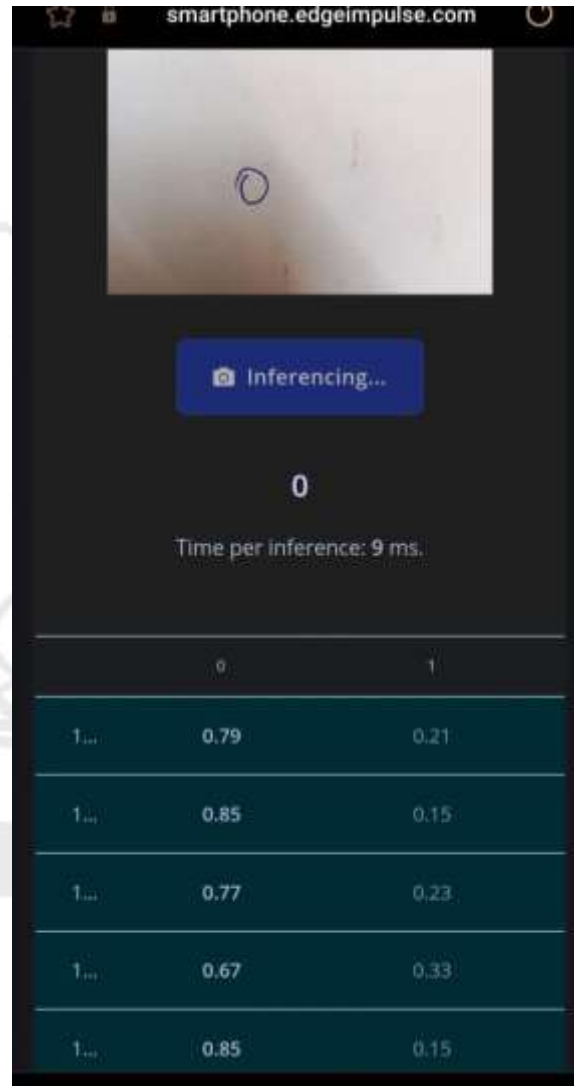 smartphone.edgeimpulse.com
0
Inferencing...
0
Time per inference: 9 ms.
0 1
1... 0.79 0.21
1... 0.85 0.15
1... 0.77 0.23
1... 0.67 0.33
1... 0.85 0.15